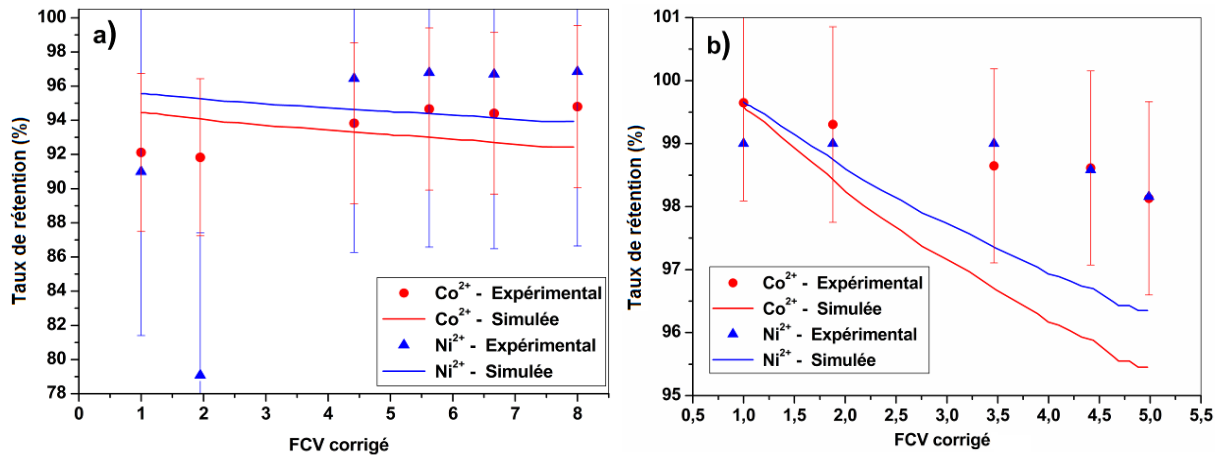 a)
Taux de rétention (%)
100
98
96
94
92
90
88
86
84
82
80
78
0
1
2
3
4
5
6
7
8
FCV corrigé
Co²⁺ - Expérimental
Co²⁺ - Simulée
Ni²⁺ - Expérimental
Ni²⁺ - Simulée
b)
Taux de rétention (%)
101
100
99
98
97
96
95
0,5
1,0
1,5
2,0
2,5
3,0
3,5
4,0
4,5
5,0
5,5
FCV corrigé
Co²⁺ - Expérimental
Co²⁺ - Simulée
Ni²⁺ - Expérimental
Ni²⁺ - Simulée